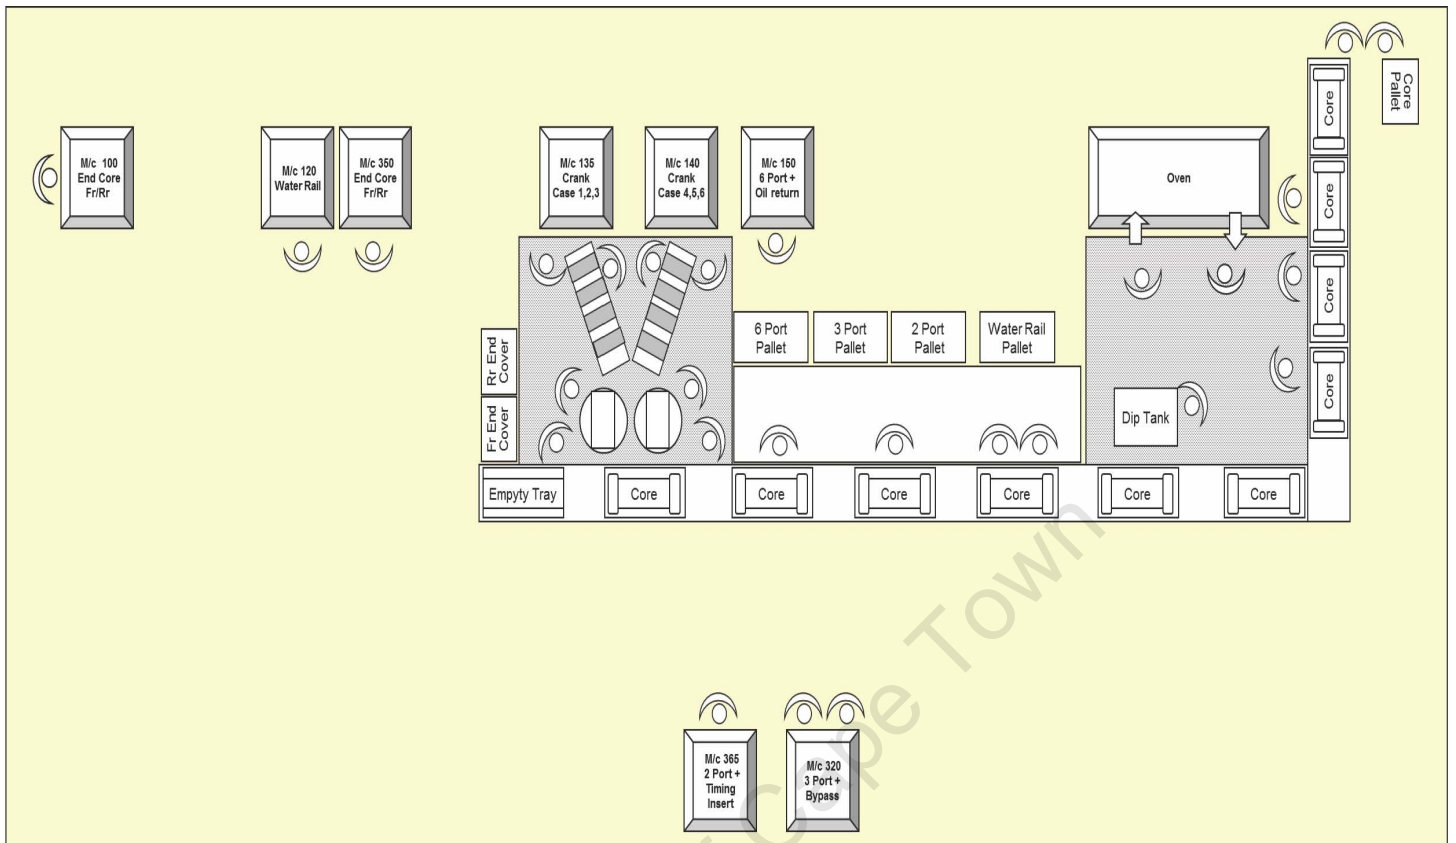 Core
Pallet
Core
Core
Core
Core
M/c 100
End Core
Fr/Rr
M/c 120
Water Rail
M/c 350
End Core
Fr/Rr
M/c 135
Crank
Case 1,2,3
M/c 140
Crank
Case 4,5,6
M/c 150
6 Port +
Oil return
Oven
Rr End
Cover
Fr End
Cover
6 Port
Pallet
3 Port
Pallet
2 Port
Pallet
Water Rail
Pallet
Dip Tank
Empyty Tray
Core
Core
Core
Core
Core
Core
M/c 365
2 Port +
Timing
Insert
M/c 320
3 Port +
Bypass
Cape Town